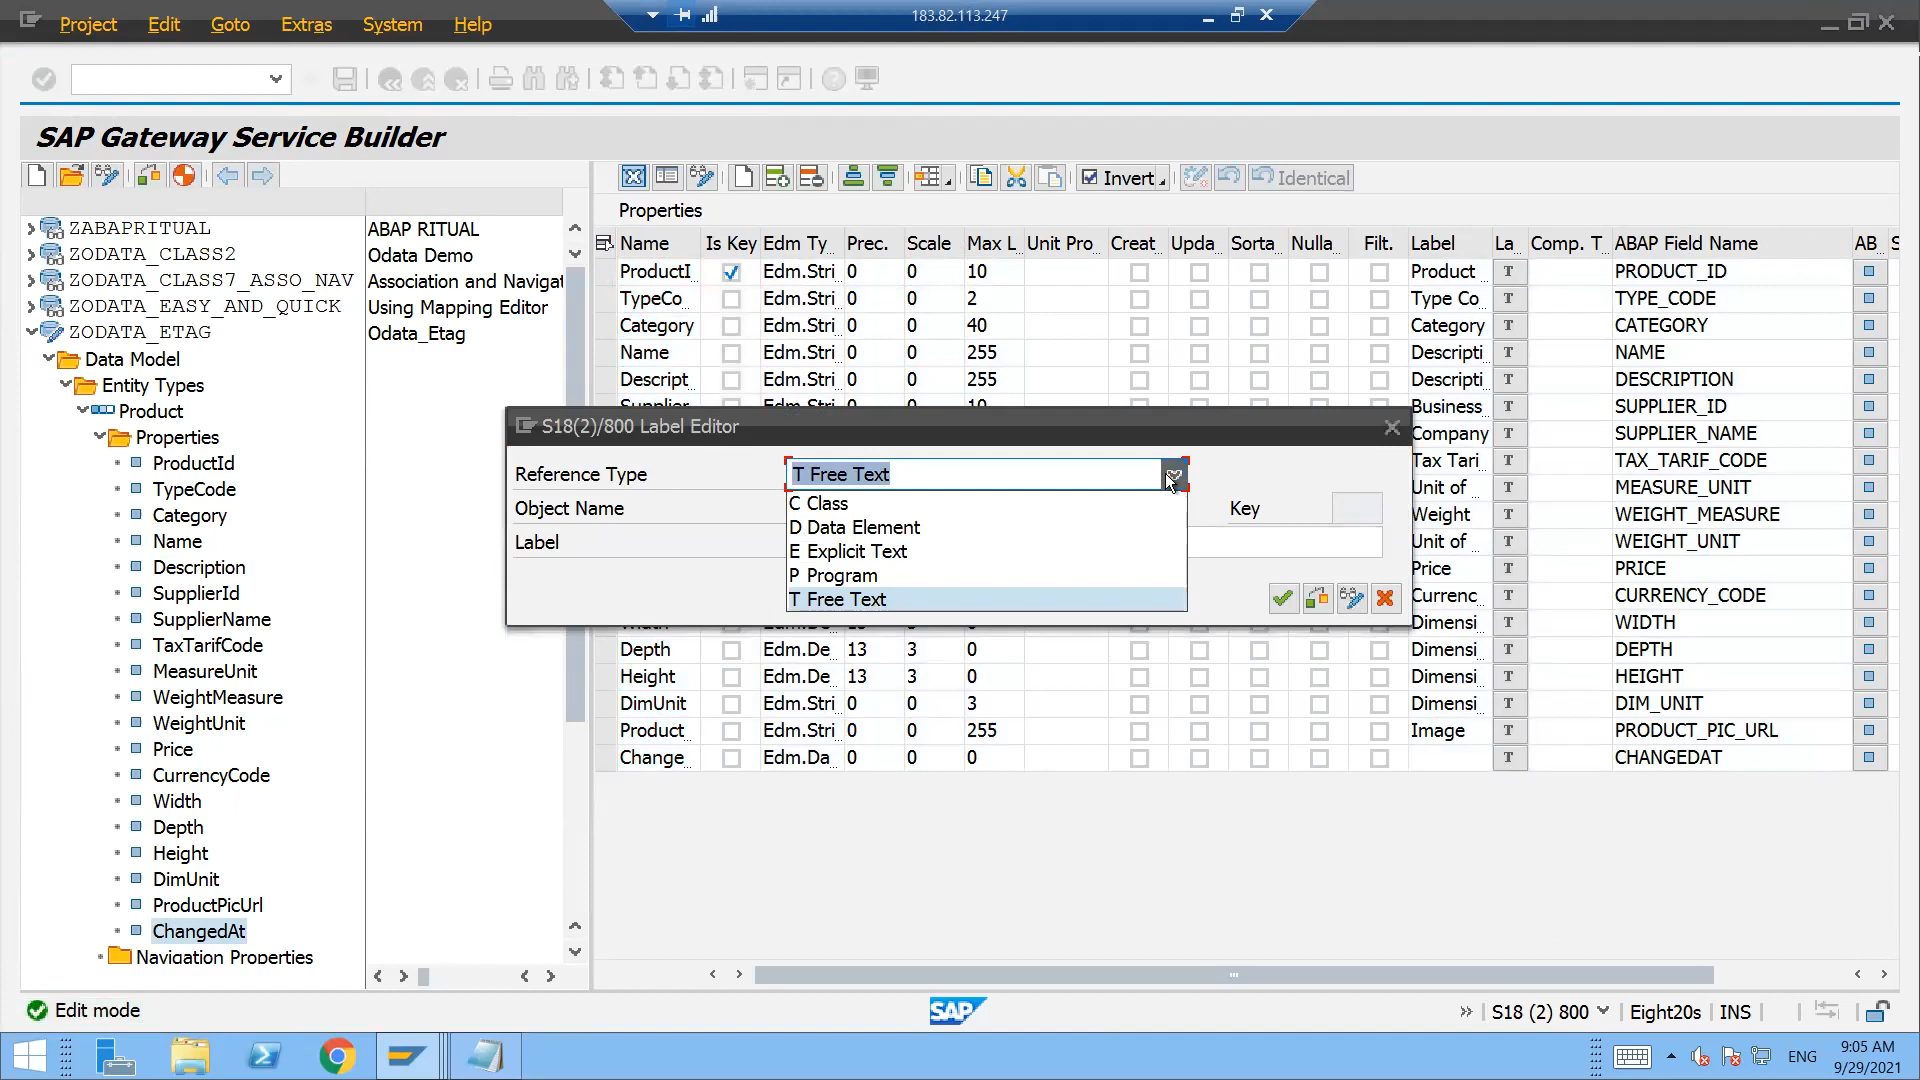 Project Edit Goto Extras System Help
183.82.113.247
SAP Gateway Service Builder
Invert
Identical
ZABAPRITUAL ABAP RITUAL
ZODATA_CLASS2 Odata Demo
ZODATA_CLASS7_ASSO_NAV Association and Navigat
ZODATA_EASY_AND_QUICK Using Mapping Editor
ZODATA_ETAG Odata_Etag
Data Model
Entity Types
Product
Properties
ProductId
TypeCode
Category
Name
Description
SupplierId
SupplierName
TaxTarifCode
MeasureUnit
WeightMeasure
WeightUnit
Price
CurrencyCode
Width
Depth
Height
DimUnit
ProductPicUrl
ChangedAt
Navigation Properties
Properties
Name Is Key Edm Ty.. Prec. Scale Max L.. Unit Pro.. Creat.. Upda.. Sorta.. Nulla.. Filt. Label La.. Comp. T.. ABAP Field Name AB.. S
ProductI.. Edm.Stri.. 0 0 10 Product.. T PRODUCT_ID
TypeCo.. Edm.Stri.. 0 0 2 Type Co.. T TYPE_CODE
Category Edm.Stri.. 0 0 40 Category T CATEGORY
Name Edm.Stri.. 0 0 255 Descripti.. T NAME
Descript.. Edm.Stri.. 0 0 255 Descripti.. T DESCRIPTION
Supplier Edm.Stri 0 0 10 Business.. T SUPPLIER_ID
Company T SUPPLIER_NAME
Tax Tari.. T TAX_TARIF_CODE
Unit of.. T MEASURE_UNIT
Weight T WEIGHT_MEASURE
Unit of.. T WEIGHT_UNIT
Price T PRICE
Currenc.. T CURRENCY_CODE
Dimensi.. T WIDTH
Depth Edm.De.. 13 3 0 Dimensi.. T DEPTH
Height Edm.De.. 13 3 0 Dimensi.. T HEIGHT
DimUnit Edm.Stri.. 0 0 3 Dimensi.. T DIM_UNIT
Product.. Edm.Stri.. 0 0 255 Image T PRODUCT_PIC_URL
Change.. Edm.Da.. 0 0 0 T CHANGEDAT
S18(2)/800 Label Editor
Reference Type T Free Text
Object Name Key
Label
C Class
D Data Element
E Explicit Text
P Program
T Free Text
Edit mode
SAP
S18 (2) 800 Eight20s INS
ENG
9:05 AM
9/29/2021